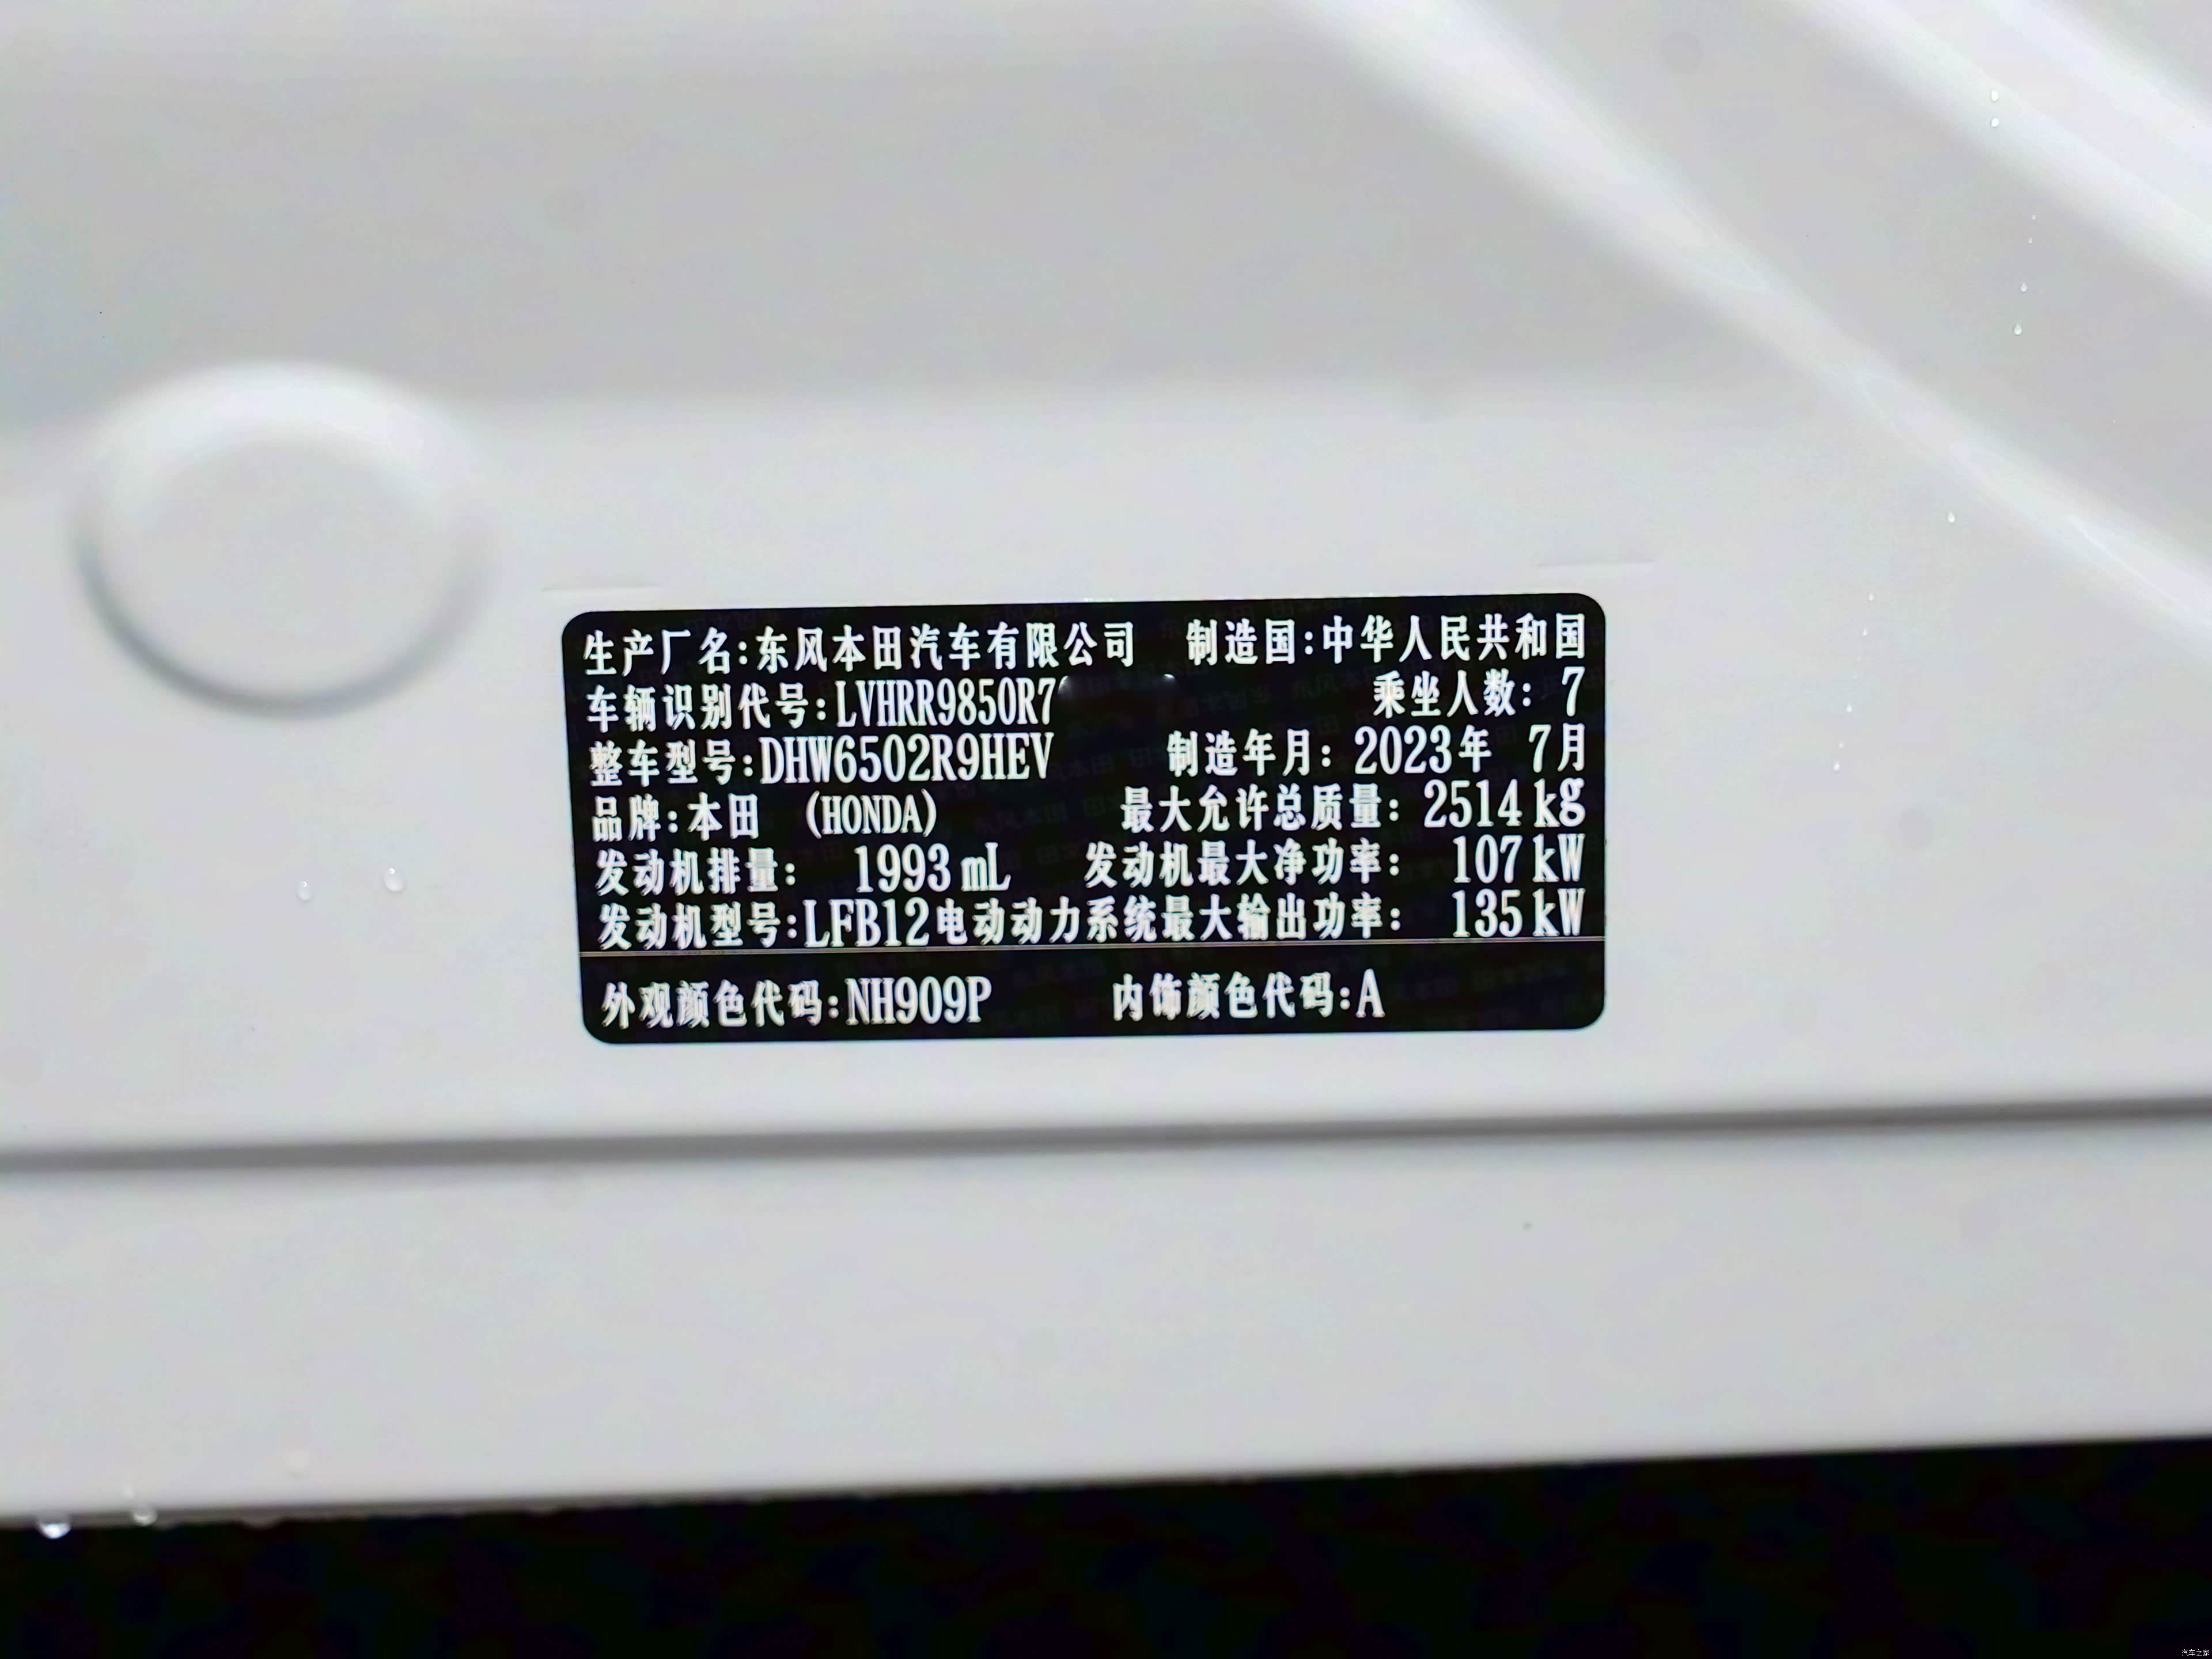 生产厂名:东风本田汽车有限公司 制造国:中华人民共和国
车辆识别代号:LVHRR9850R7 乘坐人数: 7
整车型号:DHW6502R9HEV 制造年月: 2023年 7月
品牌:本田 (HONDA) 最大允许总质量: 2514 kg
发动机排量: 1993 mL 发动机最大净功率: 107 kW
发动机型号:LFB12 电动动力系统最大输出功率: 135 kW
外观颜色代码:NH909P 内饰颜色代码:A
汽车之家